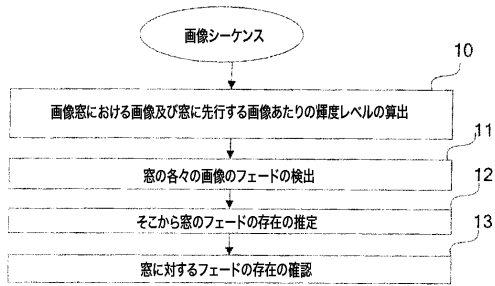 画像シーケンス
10
画像窓における画像及び窓に先行する画像あたりの輝度レベルの算出
11
窓の各々の画像のフェードの検出
12
そこから窓のフェードの存在の推定
13
窓に対するフェードの存在の確認